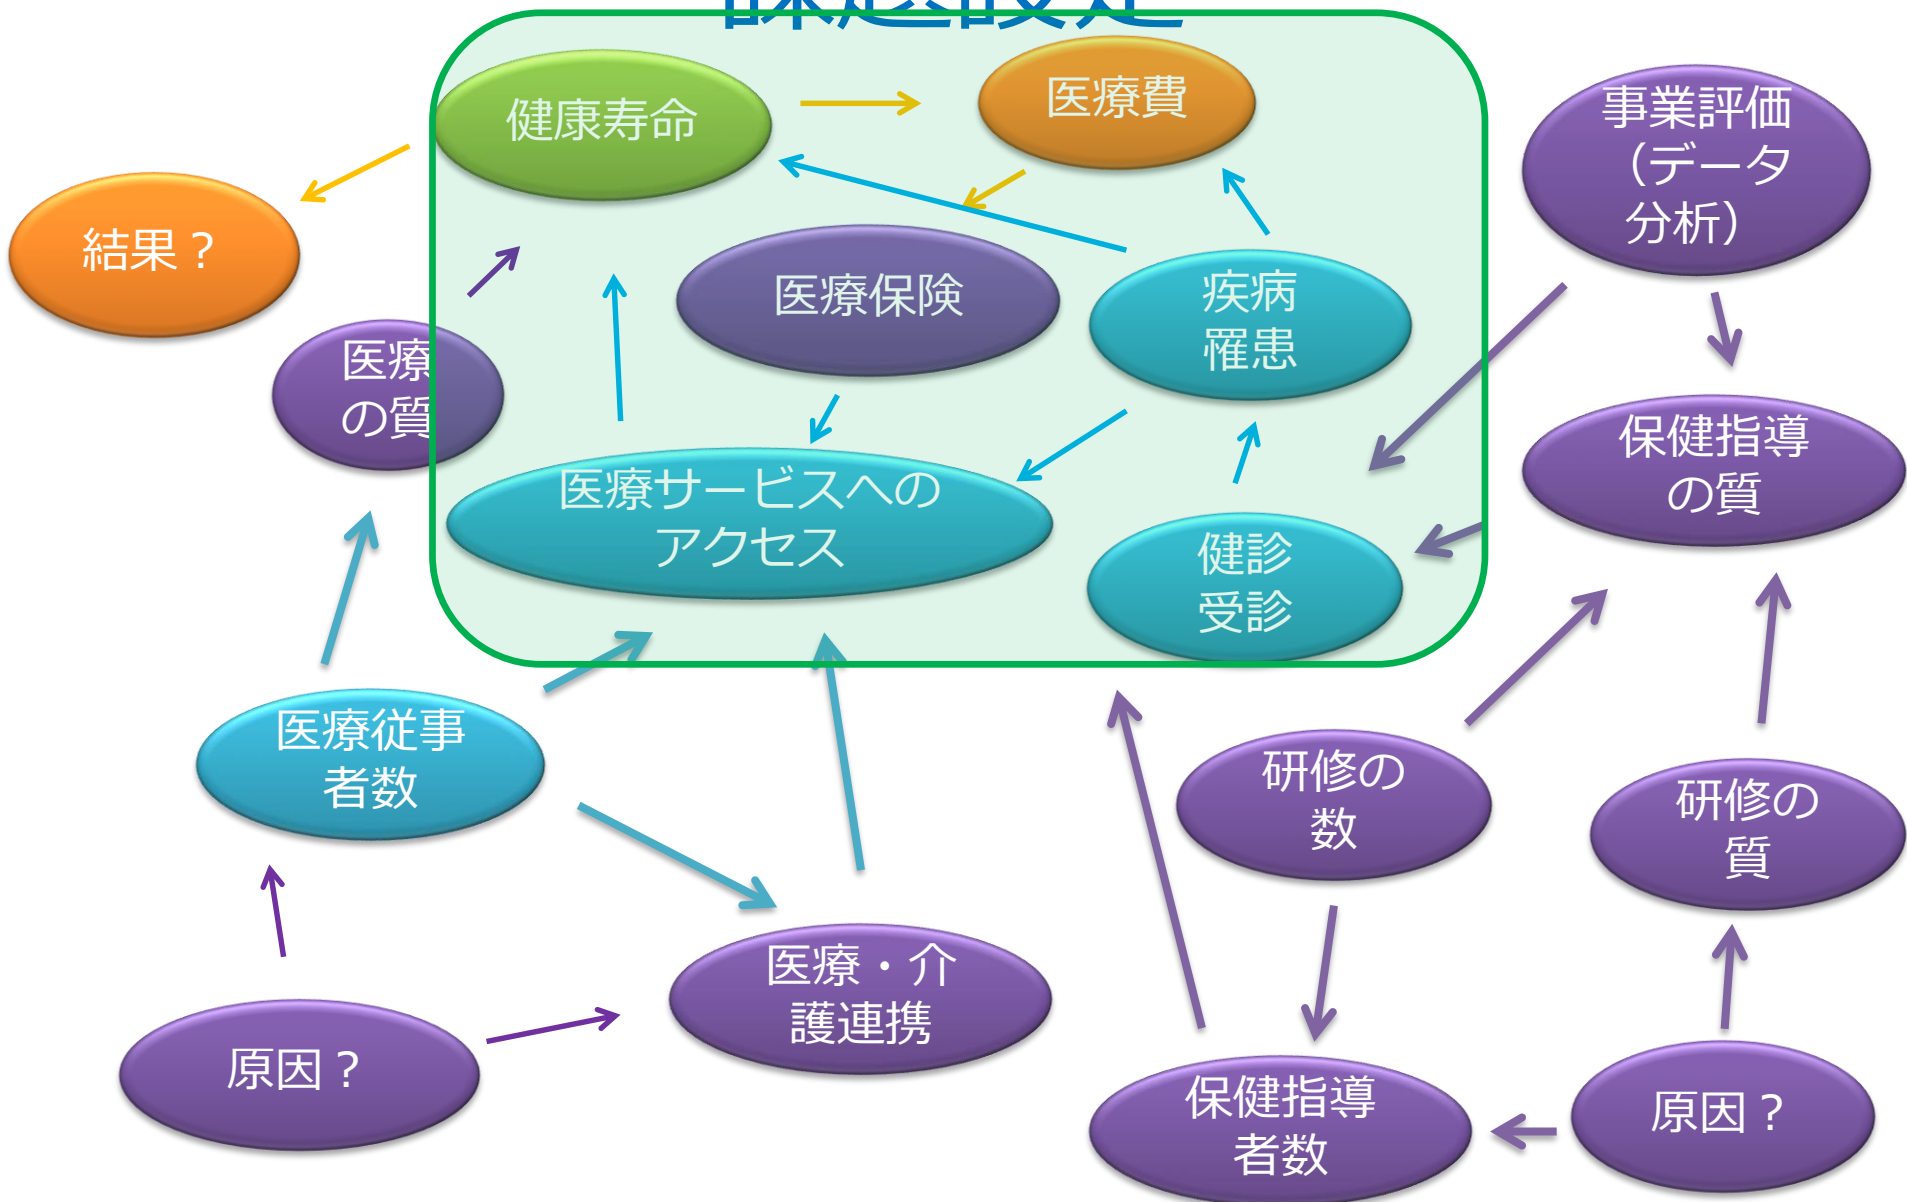 課題設定
健康寿命
医療費
事業評価
（データ
分析）
結果？
医療保険
疾病
罹患
医療
の質
保健指導
の質
医療サービスへの
アクセス
健診
受診
医療従事
者数
研修の
数
研修の
質
医療・介
護連携
原因？
保健指導
者数
原因？